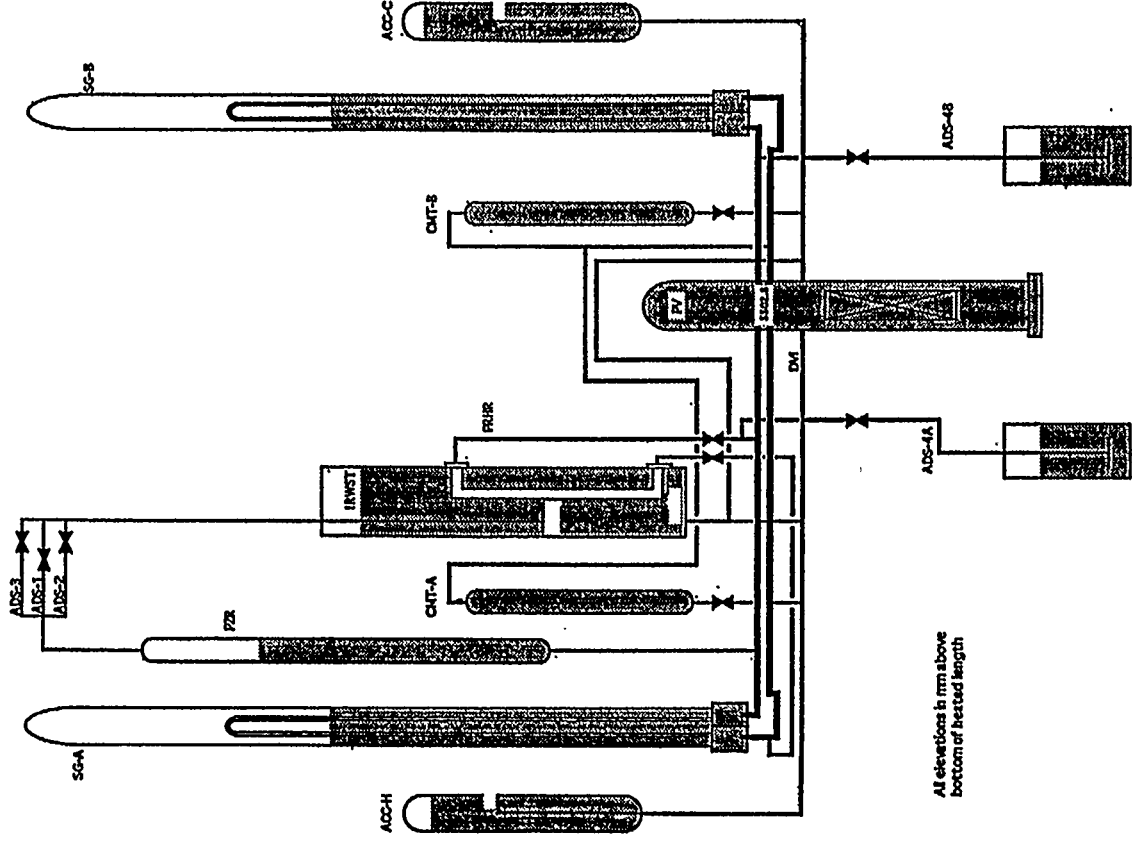 ACC-C
SG-B
CMT-B
ADS-4B
PV
DVI
PRHR
ADS-4A
IRWST
ADS-3
ADS-1
ADS-2
CMT-A
PZR
SG-A
ACC-H
All elevations in mm above
bottom of heated length